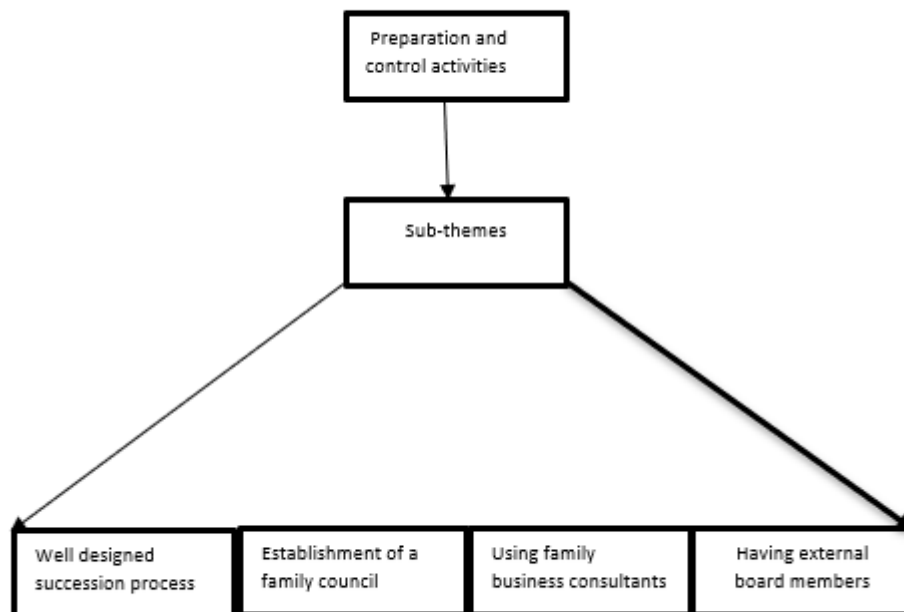 Preparation and
control activities
Sub-themes
Well designed
succession process
Establishment of a
family council
Using family
business consultants
Having external
board members